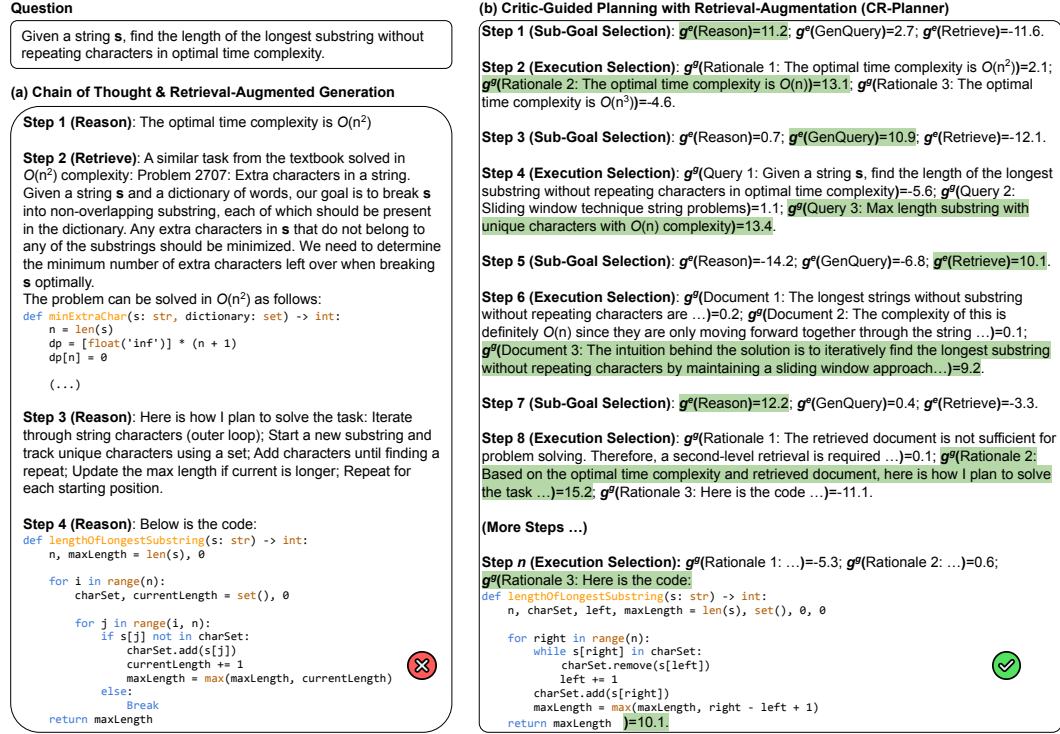 Question
Given a string s, find the length of the longest substring without
repeating characters in optimal time complexity.
(a) Chain of Thought & Retrieval-Augmented Generation
Step 1 (Reason): The optimal time complexity is O(n²)
Step 2 (Retrieve): A similar task from the textbook solved in
O(n²) complexity: Problem 2707: Extra characters in a string.
Given a string s and a dictionary of words, our goal is to break s
into non-overlapping substring, each of which should be present
in the dictionary. Any extra characters in s that do not belong to
any of the substrings should be minimized. We need to determine
the minimum number of extra characters left over when breaking
s optimally.
The problem can be solved in O(n²) as follows:
def minExtraChar(s: str, dictionary: set) -> int:
    n = len(s)
    dp = [float('inf')] * (n + 1)
    dp[n] = 0
    (...)
Step 3 (Reason): Here is how I plan to solve the task: Iterate
through string characters (outer loop); Start a new substring and
track unique characters using a set; Add characters until finding a
repeat; Update the max length if current is longer; Repeat for
each starting position.
Step 4 (Reason): Below is the code:
def lengthOfLongestSubstring(s: str) -> int:
    n, maxLength = len(s), 0
    for i in range(n):
        charSet, currentLength = set(), 0
        for j in range(i, n):
            if s[j] not in charSet:
                charSet.add(s[j])
                currentLength += 1
                maxLength = max(maxLength, currentLength)
            else:
                Break
    return maxLength
(b) Critic-Guided Planning with Retrieval-Augmentation (CR-Planner)
Step 1 (Sub-Goal Selection): gᵉ(Reason)=11.2; gᵉ(GenQuery)=2.7; gᵉ(Retrieve)=-11.6.
Step 2 (Execution Selection): gᵍ(Rationale 1: The optimal time complexity is O(n²))=2.1;
gᵍ(Rationale 2: The optimal time complexity is O(n))=13.1; gᵍ(Rationale 3: The optimal
time complexity is O(n³))=-4.6.
Step 3 (Sub-Goal Selection): gᵉ(Reason)=0.7; gᵉ(GenQuery)=10.9; gᵉ(Retrieve)=-12.1.
Step 4 (Execution Selection): gᵍ(Query 1: Given a string s, find the length of the longest
substring without repeating characters in optimal time complexity)=-5.6; gᵍ(Query 2:
Sliding window technique string problems)=1.1; gᵍ(Query 3: Max length substring with
unique characters with O(n) complexity)=13.4.
Step 5 (Sub-Goal Selection): gᵉ(Reason)=-14.2; gᵉ(GenQuery)=-6.8; gᵉ(Retrieve)=10.1.
Step 6 (Execution Selection): gᵍ(Document 1: The longest strings without substring
without repeating characters are …)=0.2; gᵍ(Document 2: The complexity of this is
definitely O(n) since they are only moving forward together through the string …)=0.1;
gᵍ(Document 3: The intuition behind the solution is to iteratively find the longest substring
without repeating characters by maintaining a sliding window approach…)=9.2.
Step 7 (Sub-Goal Selection): gᵉ(Reason)=12.2; gᵉ(GenQuery)=0.4; gᵉ(Retrieve)=-3.3.
Step 8 (Execution Selection): gᵍ(Rationale 1: The retrieved document is not sufficient for
problem solving. Therefore, a second-level retrieval is required …)=0.1; gᵍ(Rationale 2:
Based on the optimal time complexity and retrieved document, here is how I plan to solve
the task …)=15.2; gᵍ(Rationale 3: Here is the code …)=-11.1.
(More Steps …)
Step n (Execution Selection): gᵍ(Rationale 1: …)=-5.3; gᵍ(Rationale 2: …)=0.6;
gᵍ(Rationale 3: Here is the code:
def lengthOfLongestSubstring(s: str) -> int:
    n, charSet, left, maxLength = len(s), set(), 0, 0
    for right in range(n):
        while s[right] in charSet:
            charSet.remove(s[left])
            left += 1
        charSet.add(s[right])
        maxLength = max(maxLength, right - left + 1)
    return maxLength )=10.1.